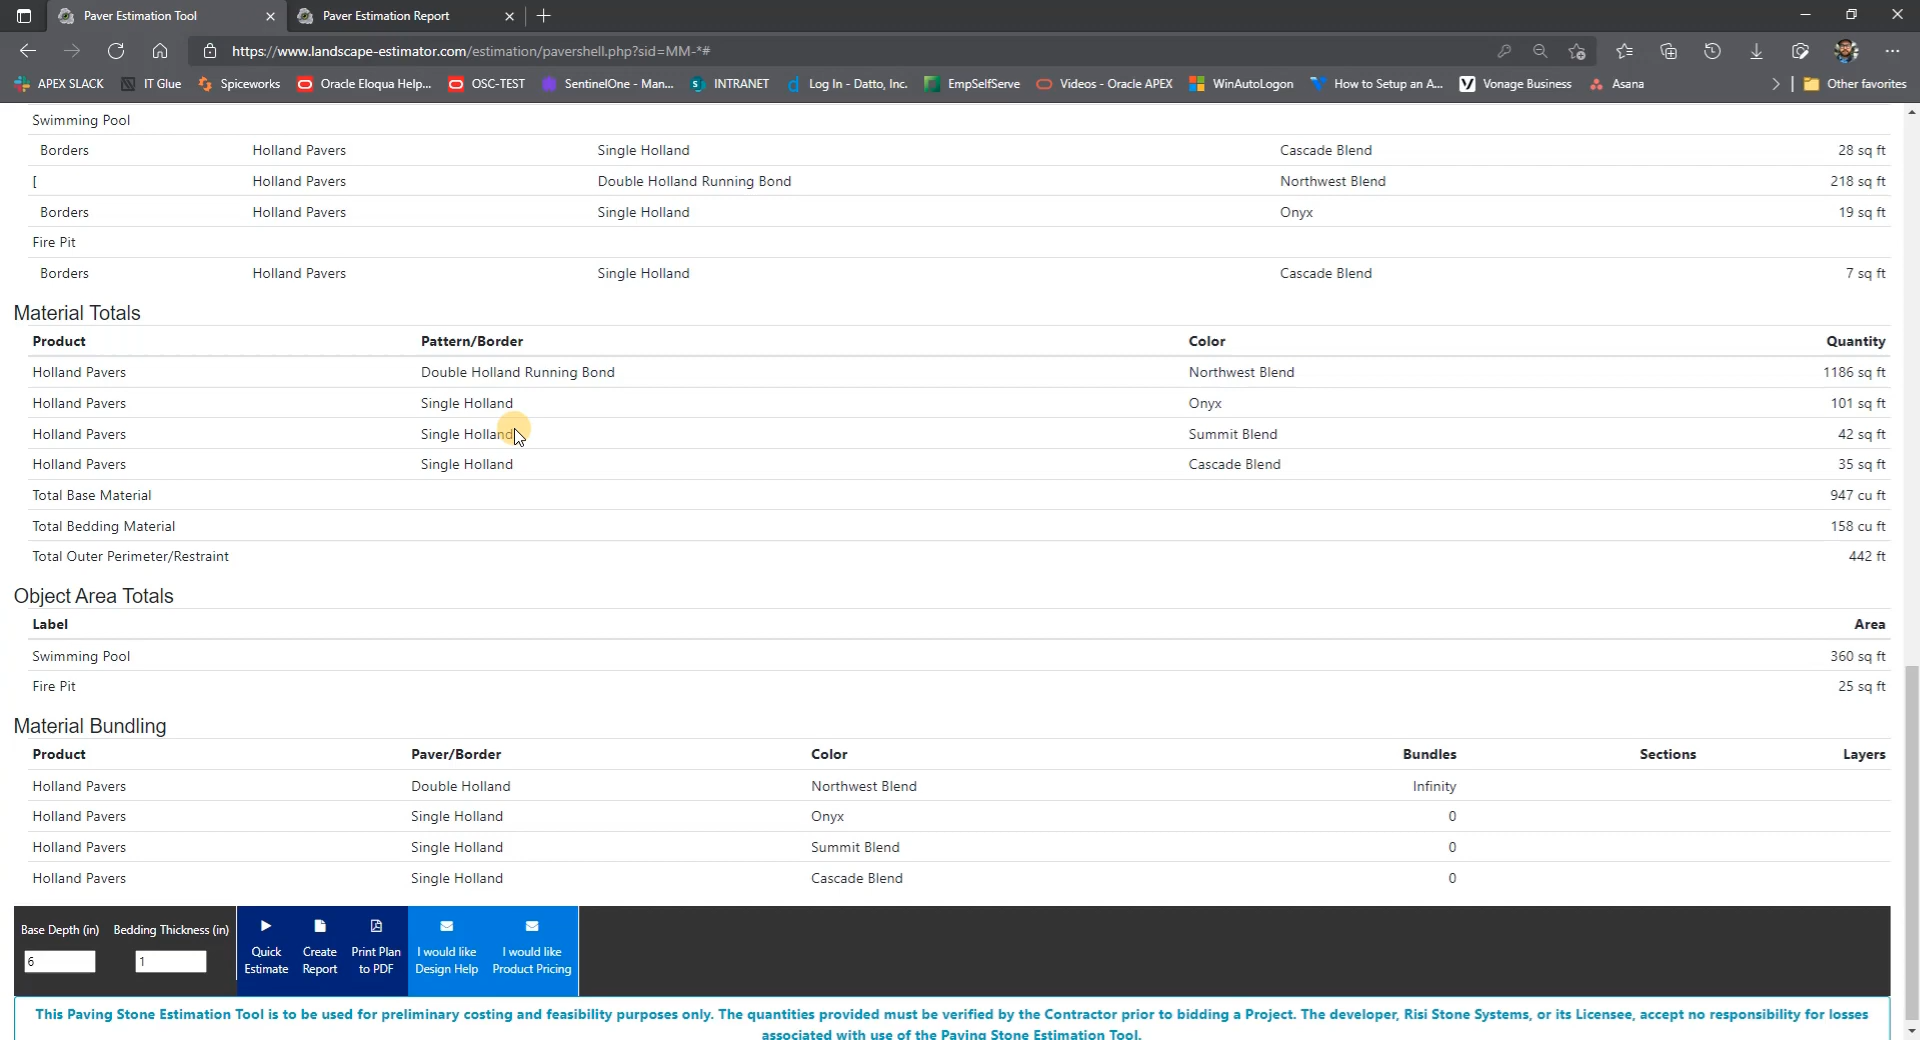 Paver Estimation Tool
Paver Estimation Report
https://www.landscape-estimator.com/estimation/pavershell.php?sid=MM-*#
APEX SLACK IT Glue Spiceworks Oracle Eloqua Help... OSC-TEST SentinelOne - Man... INTRANET Log In - Datto, Inc. EmpSelfServe Videos - Oracle APEX WinAutoLogon How to Setup an A... Vonage Business Asana Other favorites
Swimming Pool
Borders Holland Pavers Single Holland Cascade Blend 28 sq ft
[ Holland Pavers Double Holland Running Bond Northwest Blend 218 sq ft
Borders Holland Pavers Single Holland Onyx 19 sq ft
Fire Pit
Borders Holland Pavers Single Holland Cascade Blend 7 sq ft
Material Totals
Product Pattern/Border Color Quantity
Holland Pavers Double Holland Running Bond Northwest Blend 1186 sq ft
Holland Pavers Single Holland Onyx 101 sq ft
Holland Pavers Single Holland Summit Blend 42 sq ft
Holland Pavers Single Holland Cascade Blend 35 sq ft
Total Base Material 947 cu ft
Total Bedding Material 158 cu ft
Total Outer Perimeter/Restraint 442 ft
Object Area Totals
Label Area
Swimming Pool 360 sq ft
Fire Pit 25 sq ft
Material Bundling
Product Paver/Border Color Bundles Sections Layers
Holland Pavers Double Holland Northwest Blend Infinity
Holland Pavers Single Holland Onyx 0
Holland Pavers Single Holland Summit Blend 0
Holland Pavers Single Holland Cascade Blend 0
Base Depth (in) Bedding Thickness (in)
6 1
Quick Estimate
Create Report
Print Plan to PDF
I would like Design Help
I would like Product Pricing
This Paving Stone Estimation Tool is to be used for preliminary costing and feasibility purposes only. The quantities provided must be verified by the Contractor prior to bidding a Project. The developer, Risi Stone Systems, or its Licensee, accept no responsibility for losses
associated with use of the Paving Stone Estimation Tool.